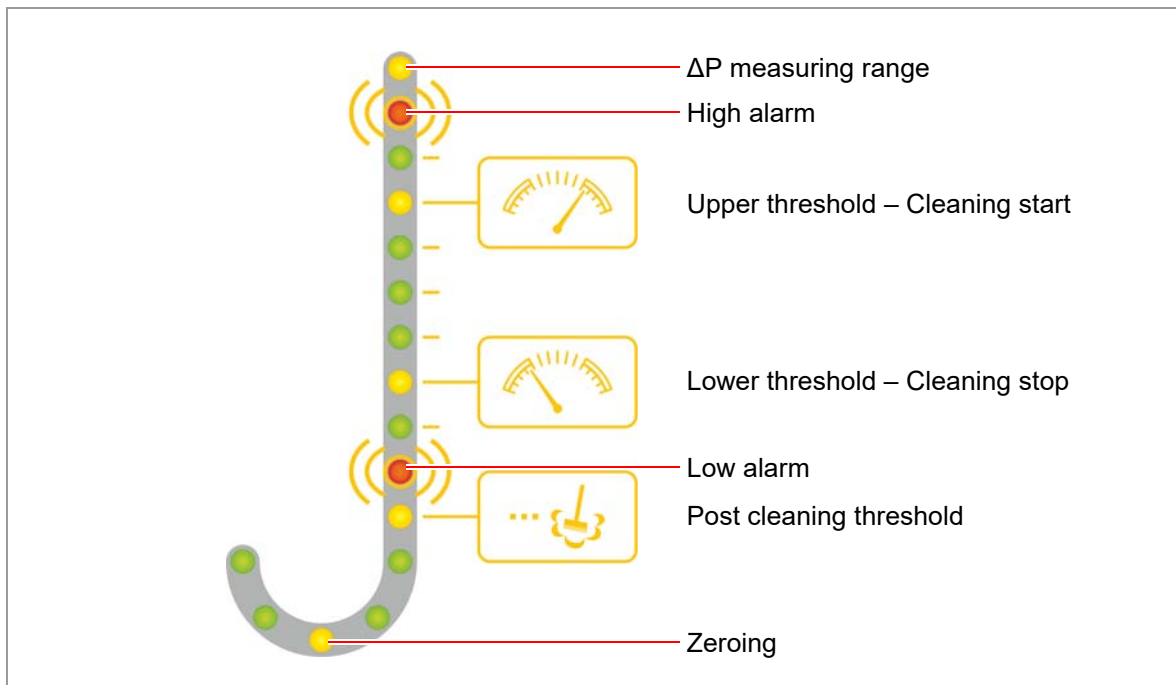 ΔP measuring range
High alarm
Upper threshold – Cleaning start
Lower threshold – Cleaning stop
Low alarm
Post cleaning threshold
Zeroing